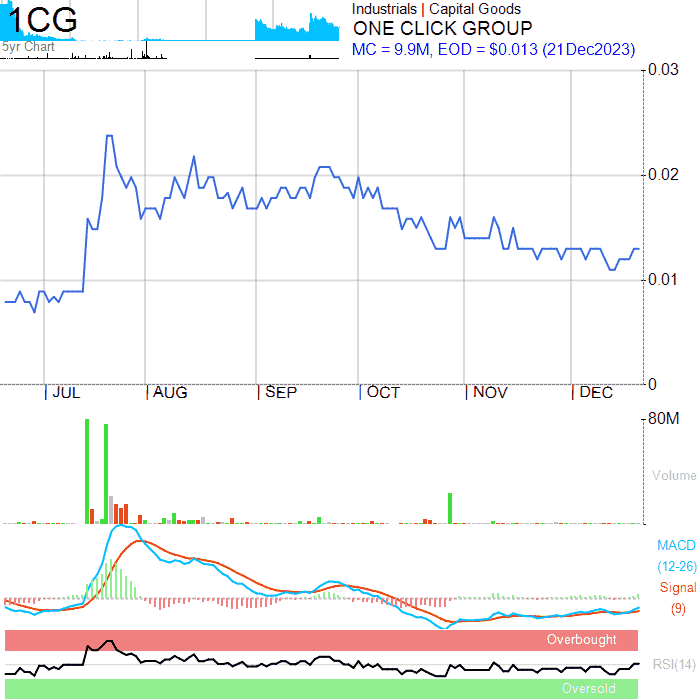 1CG
5yr Chart
Industrials | Capital Goods
ONE CLICK GROUP
MC = 9.9M, EOD = $0.013 (21Dec2023)
0.03
0.02
0.01
0
JUL AUG SEP OCT NOV DEC
80M
Volume
MACD
(12-26)
Signal
(9)
Overbought
RSI(14)
Oversold